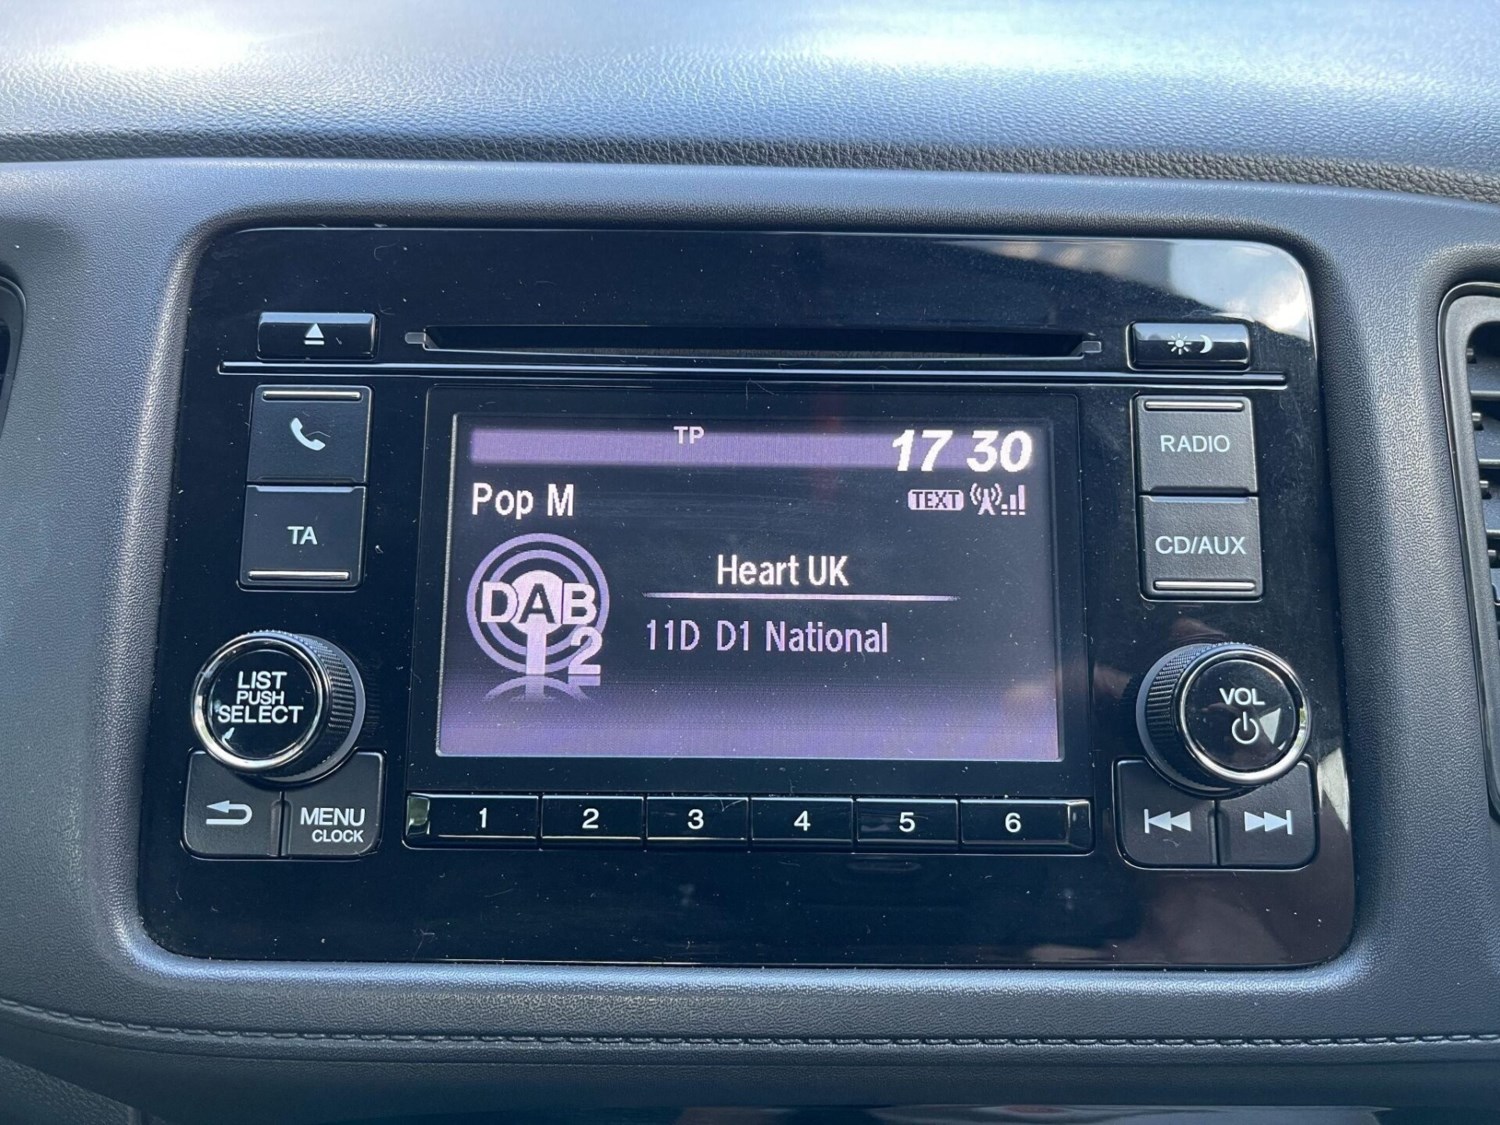 TP
17 30
Pop M
TEXT
Heart UK
DAB
2
11D D1 National
TA
RADIO
CD/AUX
LIST
PUSH
SELECT
VOL
MENU
CLOCK
1 2 3 4 5 6